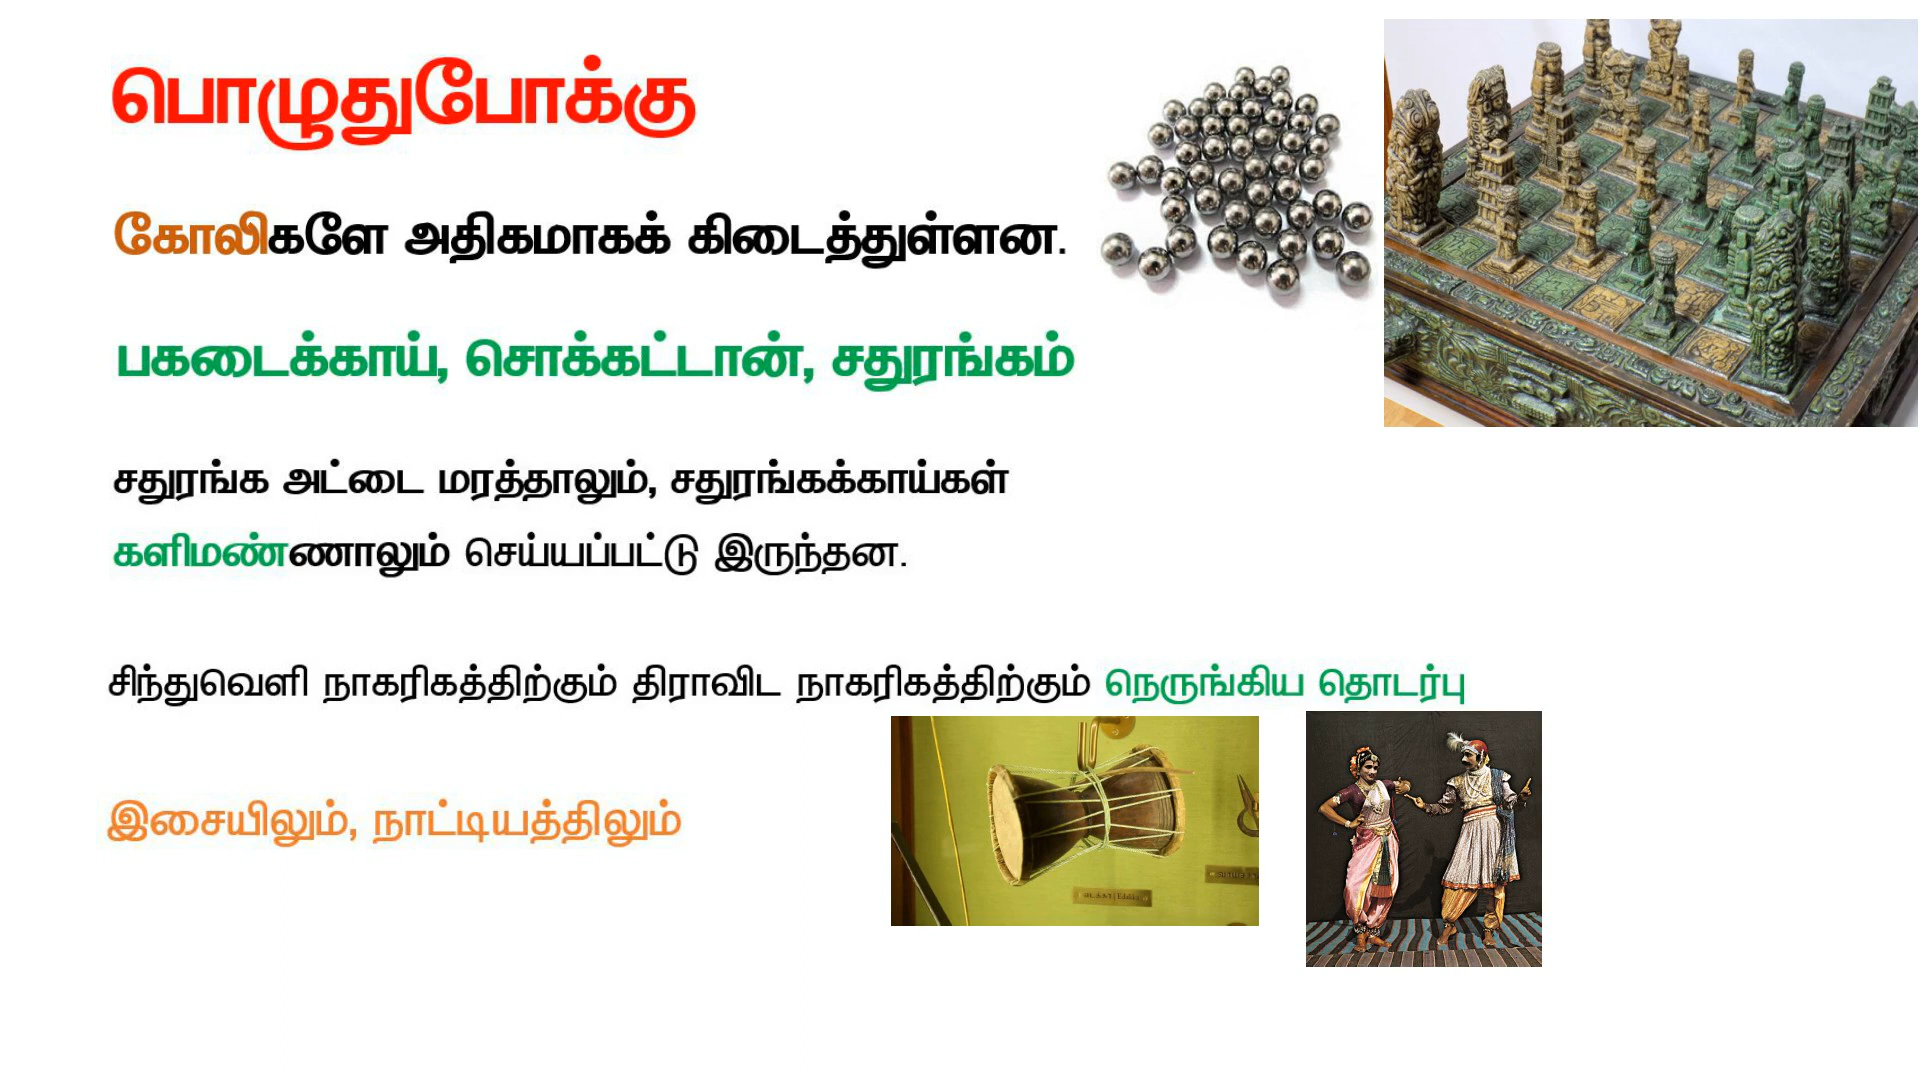 பொழுதுபோக்கு
கோலிகளே அதிகமாகக் கிடைத்துள்ளன.
பகடைக்காய், சொக்கட்டான், சதுரங்கம்
சதுரங்க அட்டை மரத்தாலும், சதுரங்கக்காய்கள்
களிமண்ணாலும் செய்யப்பட்டு இருந்தன.
சிந்துவெளி நாகரிகத்திற்கும் திராவிட நாகரிகத்திற்கும் நெருங்கிய தொடர்பு
இசையிலும், நாட்டியத்திலும்